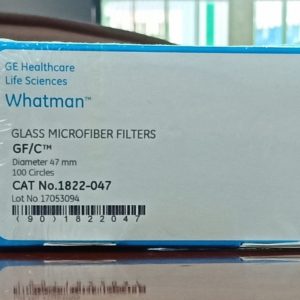 GE Healthcare
Life Sciences
Whatman™
GLASS MICROFIBER FILTERS
GF/C™
Diameter 47 mm
100 Circles
CAT No.1822-047
Lot No 17053094
(90)1822047